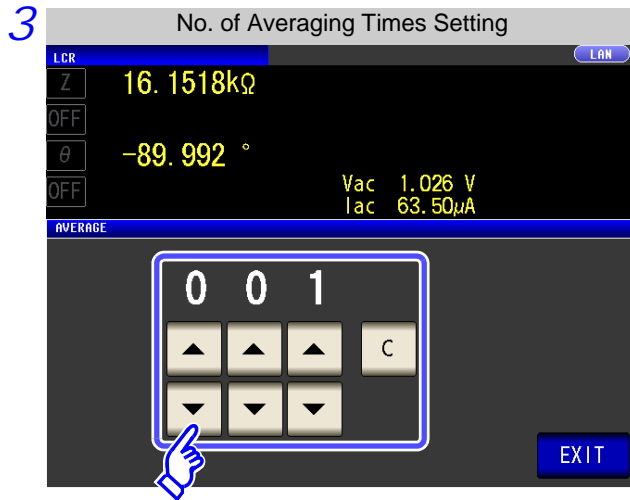 3 No. of Averaging Times Setting
LCR LAN
Z 16.1518kΩ
OFF
θ -89.992 °
OFF Vac 1.026 V
Iac 63.50μA
AVERAGE
0 0 1
C
EXIT